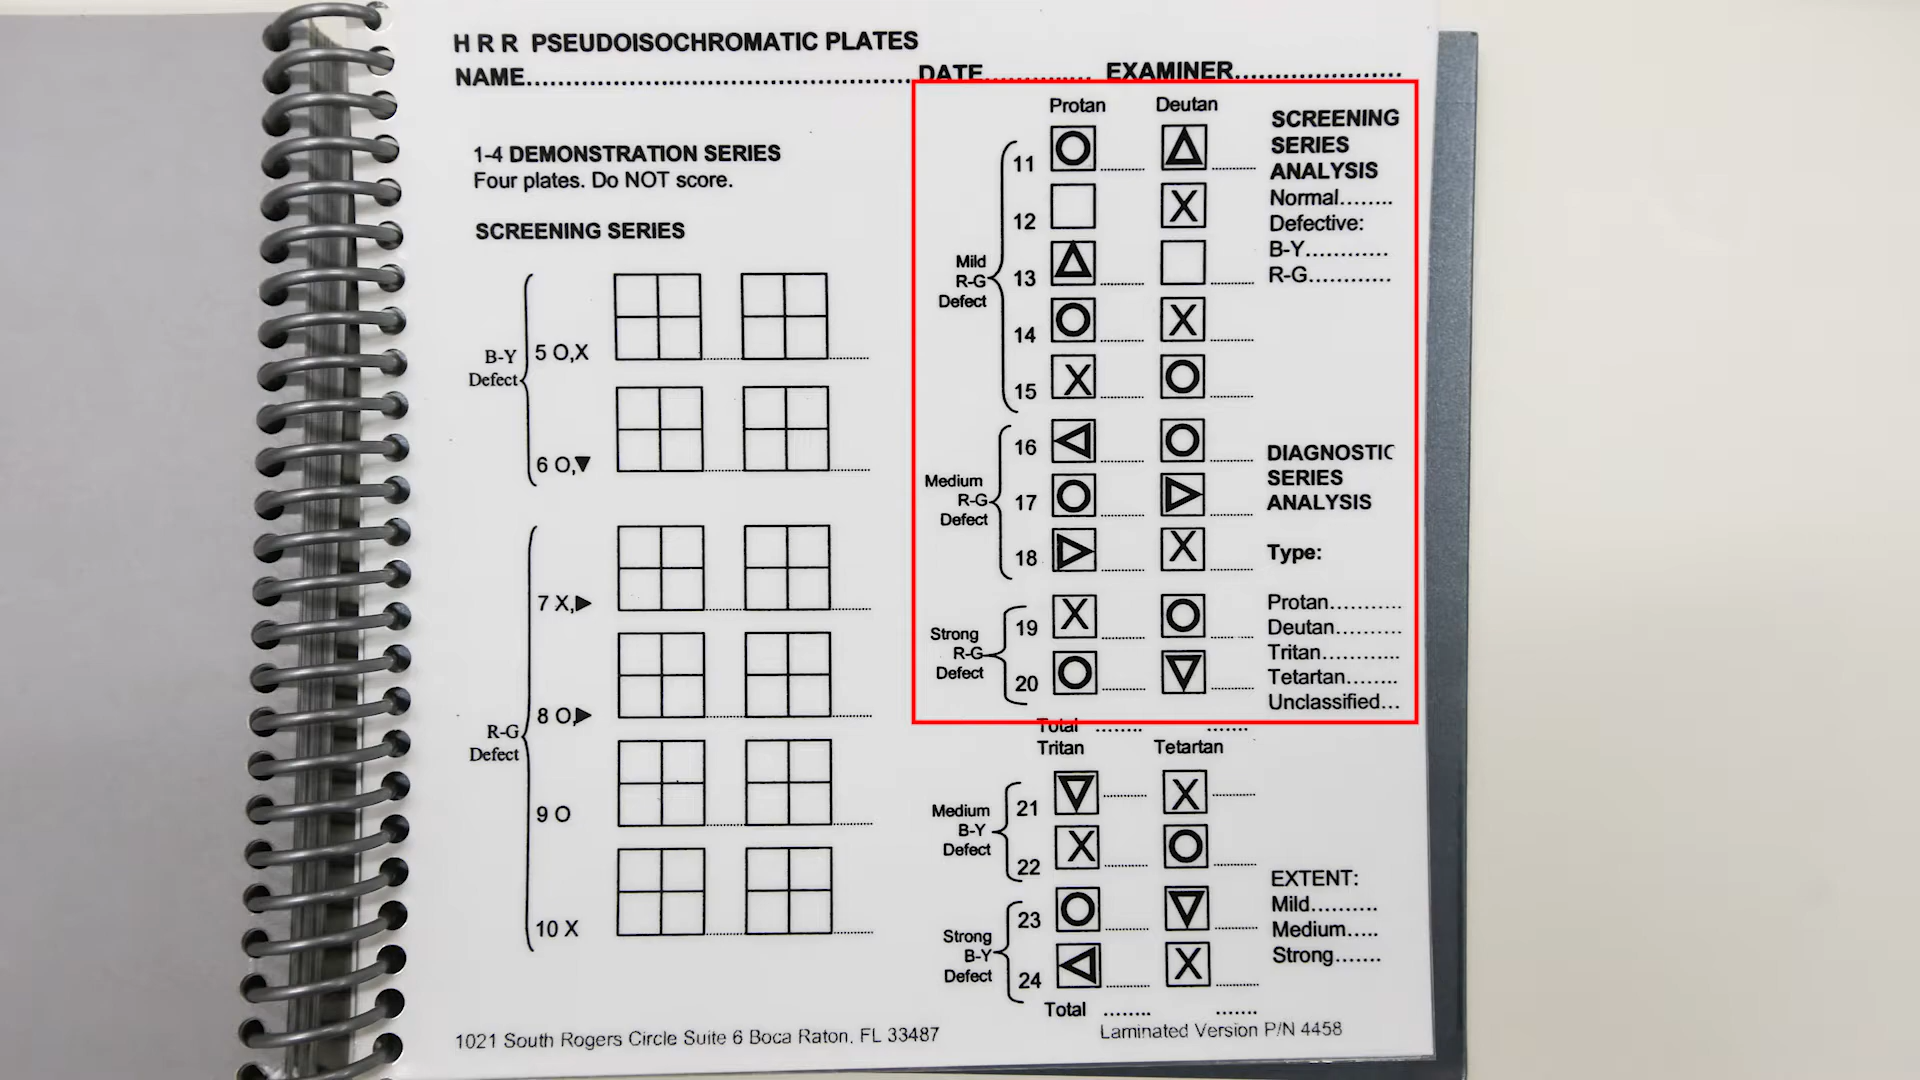 HRR PSEUDOISOCHROMATIC PLATES
NAME.................................................DATE.............. EXAMINER......................
1-4 DEMONSTRATION SERIES
Four plates. Do NOT score.
SCREENING SERIES
B-Y
Defect
5 O,X
6 O,▼
R-G
Defect
7 X,▶
8 O,▶
9 O
10 X
Protan Deutan
Mild
R-G
Defect
11 O △
12 X
13 △
14 O X
15 X O
Medium
R-G
Defect
16 ◁ O
17 O ▷
18 ▷ X
Strong
R-G
Defect
19 X O
20 O ▽
Total ........ .......
SCREENING
SERIES
ANALYSIS
Normal........
Defective:
B-Y............
R-G............
DIAGNOSTIC
SERIES
ANALYSIS
Type:
Protan...........
Deutan..........
Tritan............
Tetartan........
Unclassified...
Tritan Tetartan
Medium
B-Y
Defect
21 ▽ X
22 X O
Strong
B-Y
Defect
23 O ▽
24 ◁ X
Total ........ .......
EXTENT:
Mild..........
Medium.....
Strong.......
1021 South Rogers Circle Suite 6 Boca Raton, FL 33487
Laminated Version P/N 4458